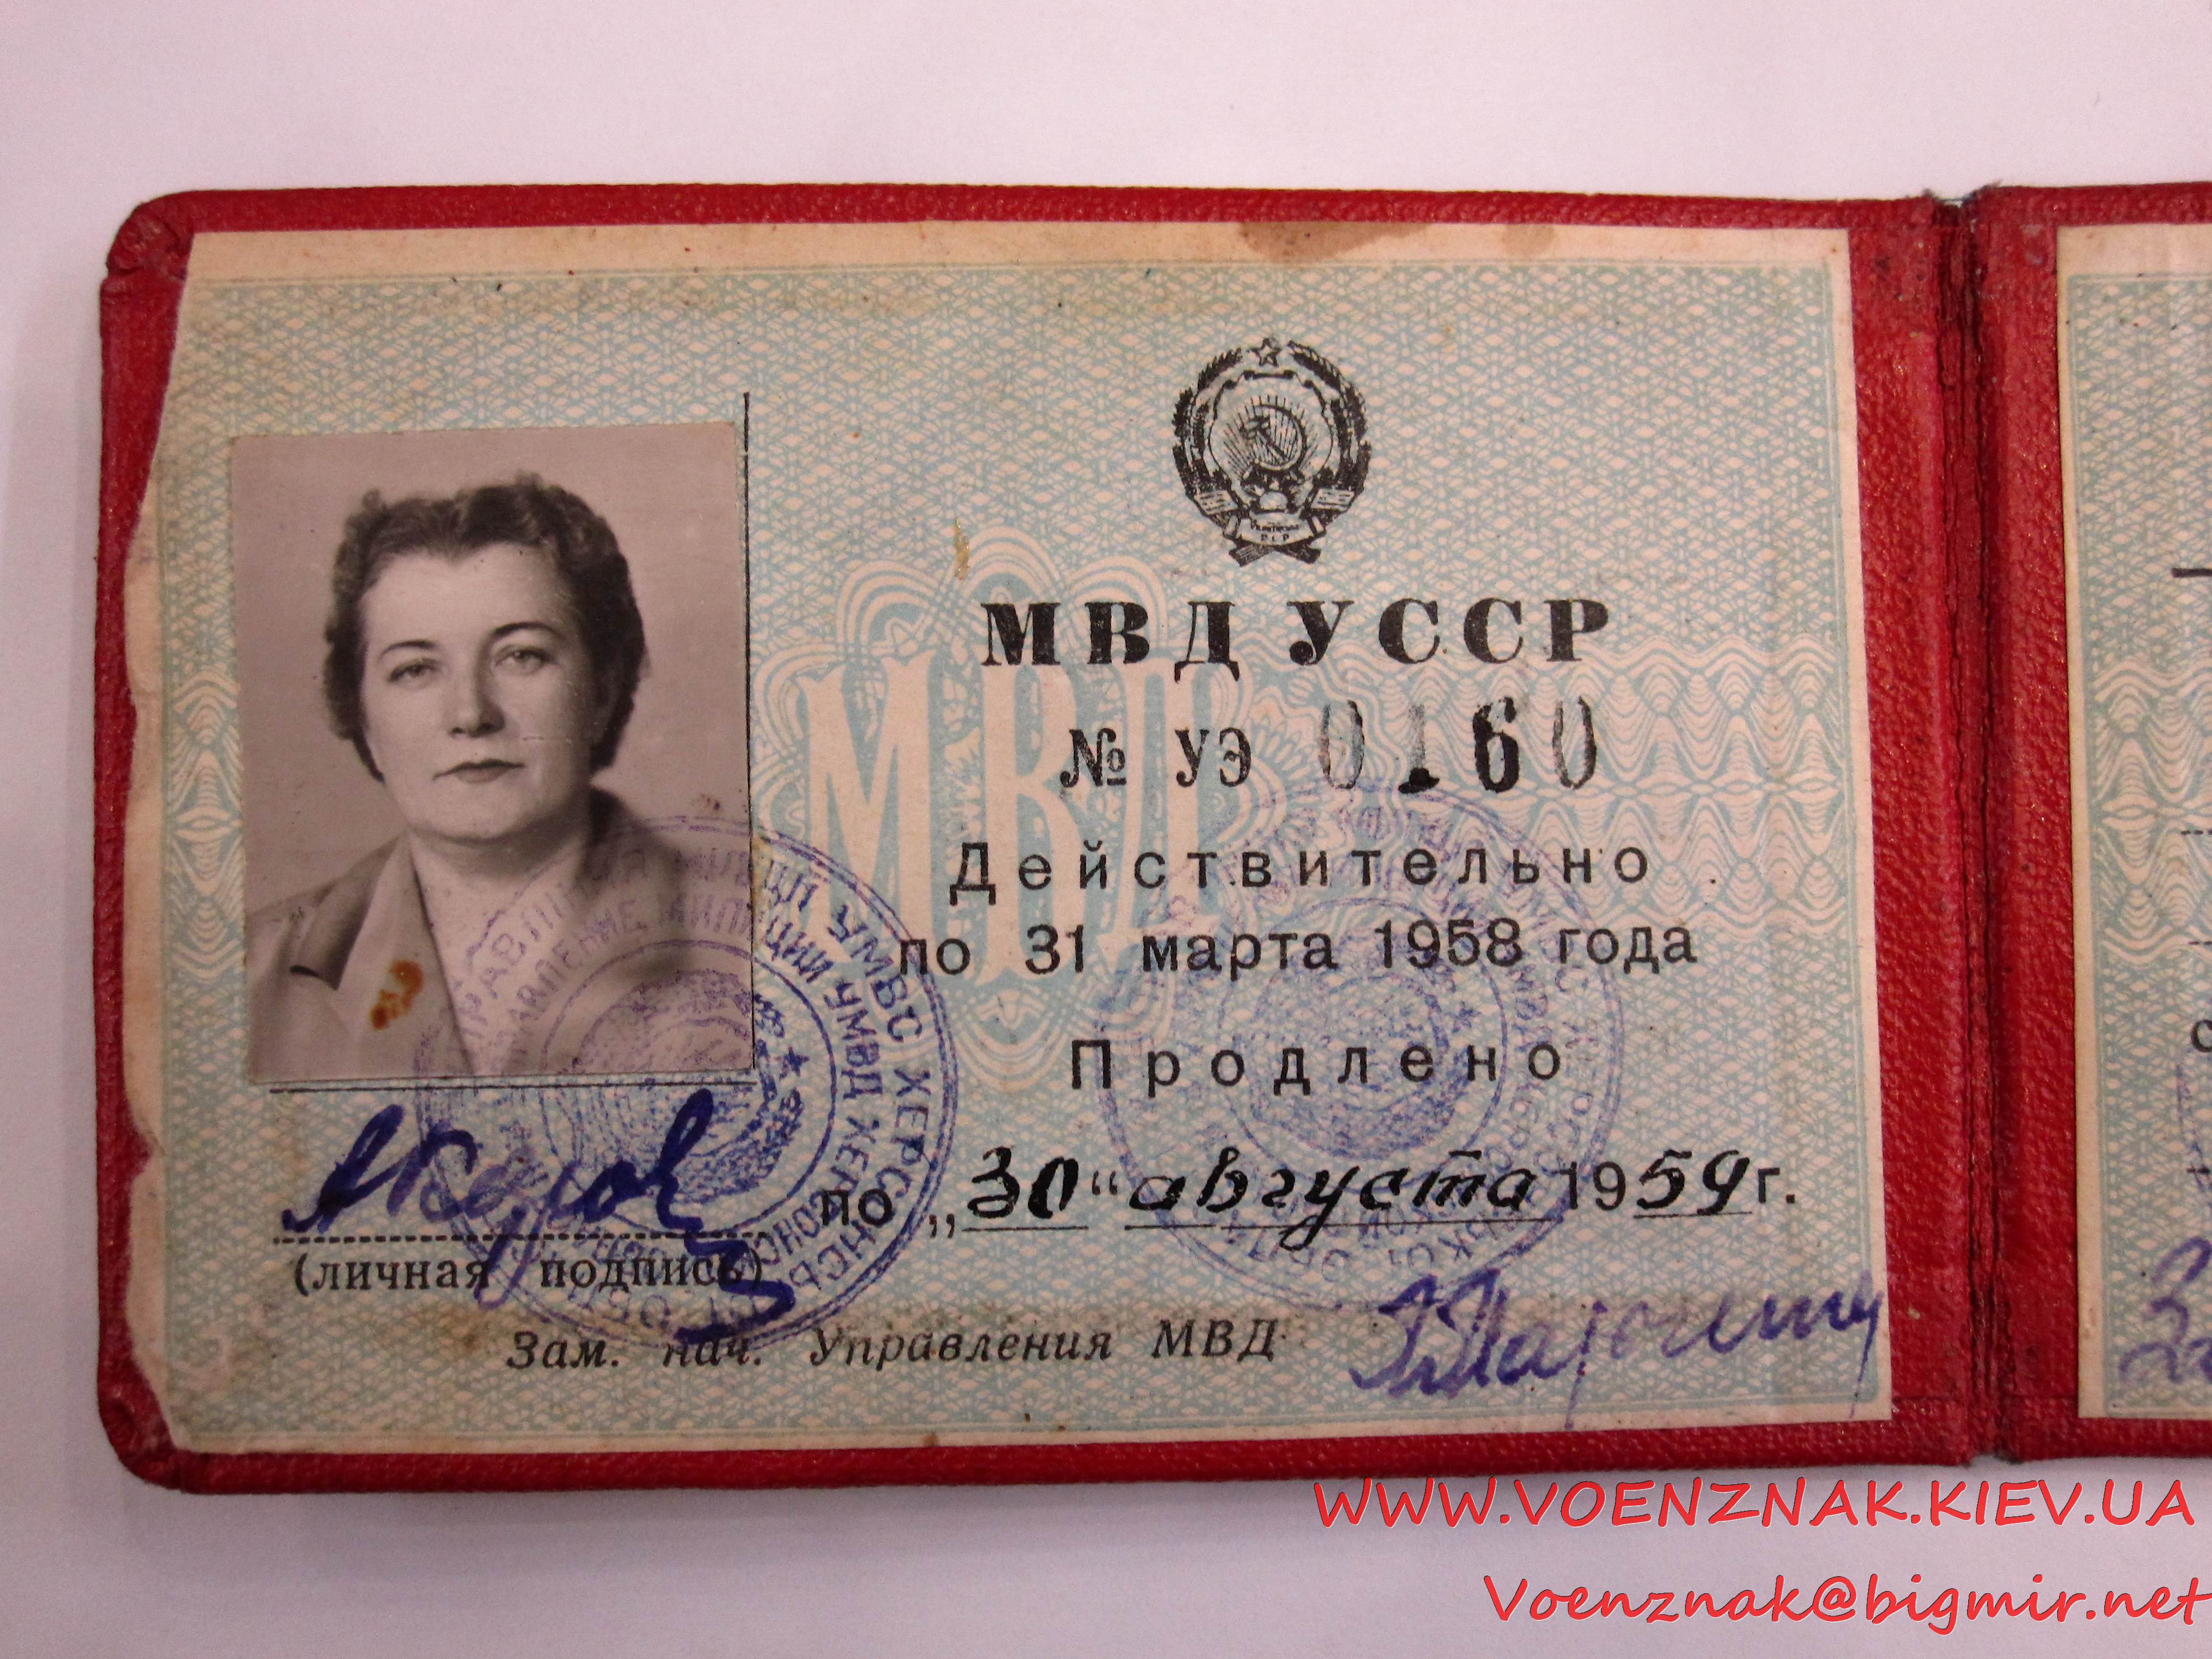 МВД УССР
№ УЭ 0160
Действительно
по 31 марта 1958 года
Продлено
по „30“ августа 1959 г.
(личная подпись)
Зам. нач. Управления МВД
WWW.VOENZNAK.KIEV.UA
Voenznak@bigmir.net